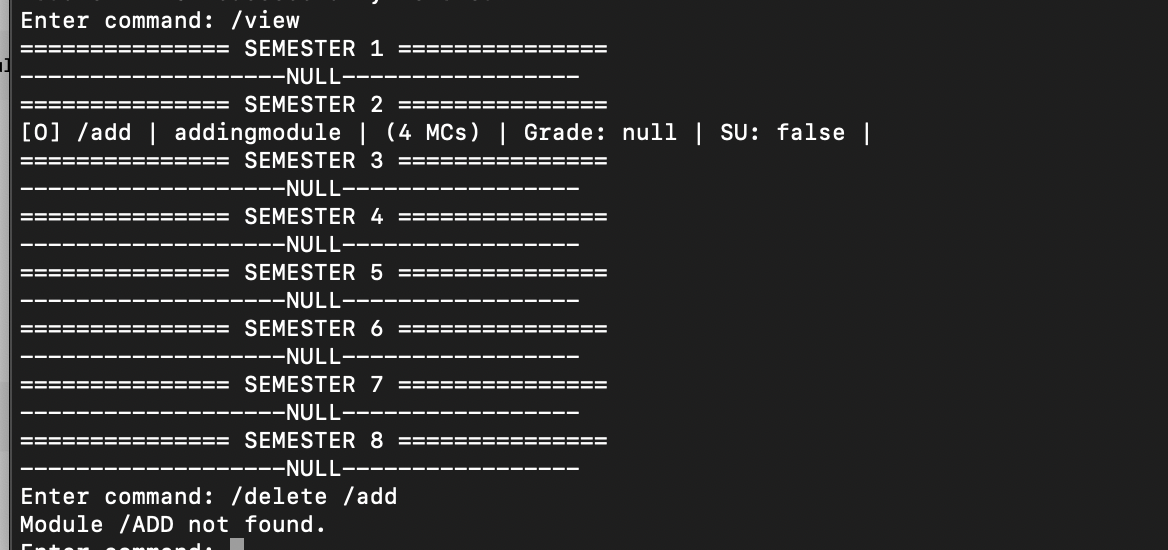 Enter command: /view
=============== SEMESTER 1 ===============
-------------------NULL-----------------
=============== SEMESTER 2 ===============
[O] /add | addingmodule | (4 MCs) | Grade: null | SU: false |
=============== SEMESTER 3 ===============
-------------------NULL-----------------
=============== SEMESTER 4 ===============
-------------------NULL-----------------
=============== SEMESTER 5 ===============
-------------------NULL-----------------
=============== SEMESTER 6 ===============
-------------------NULL-----------------
=============== SEMESTER 7 ===============
-------------------NULL-----------------
=============== SEMESTER 8 ===============
-------------------NULL-----------------
Enter command: /delete /add
Module /ADD not found.
Enter command: